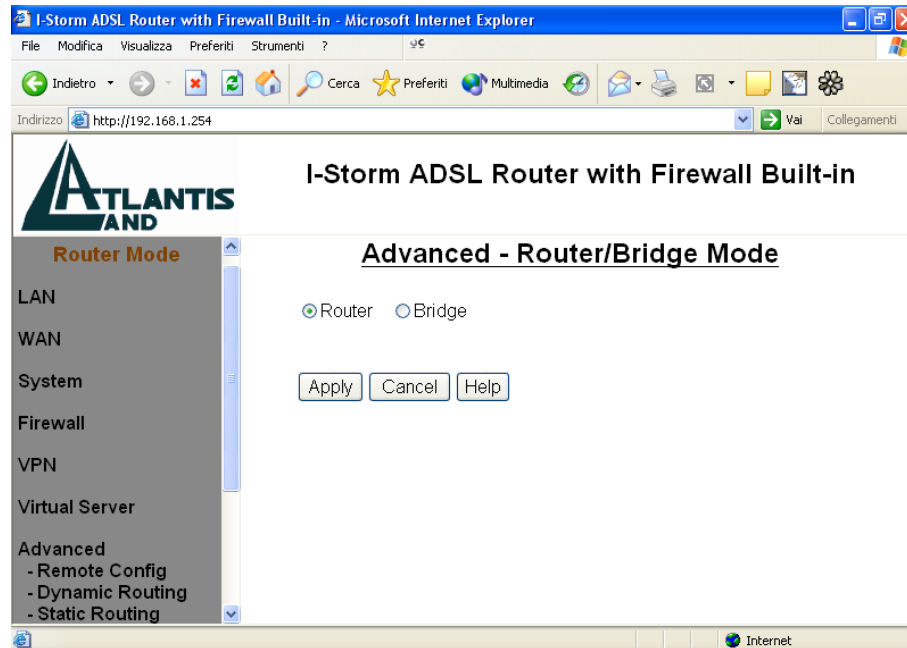 I-Storm ADSL Router with Firewall Built-in - Microsoft Internet Explorer
File Modifica Visualizza Preferiti Strumenti ?
Indietro Cerca Preferiti Multimedia
Indirizzo http://192.168.1.254 Vai Collegamenti
ATLANTIS
LAND
I-Storm ADSL Router with Firewall Built-in
Router Mode
LAN
WAN
System
Firewall
VPN
Virtual Server
Advanced
- Remote Config
- Dynamic Routing
- Static Routing
Advanced - Router/Bridge Mode
Router Bridge
Apply Cancel Help
Internet